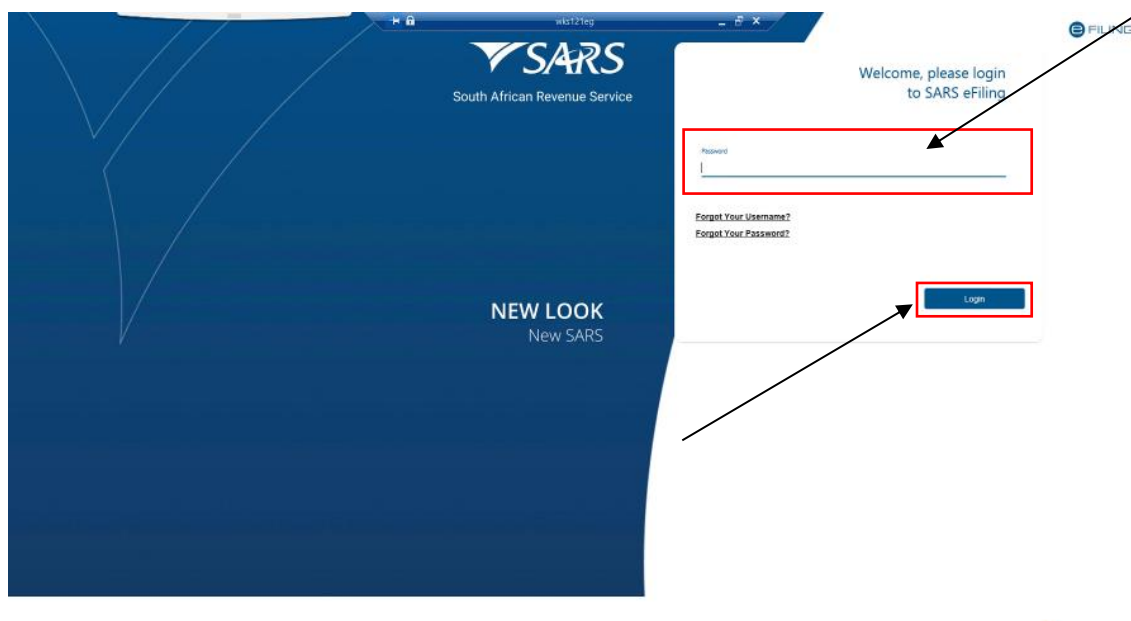 wks121eg
SARS
South African Revenue Service
NEW LOOK
New SARS
eFILING
Welcome, please login
to SARS eFiling
Password
Forgot Your Username?
Forgot Your Password?
Login